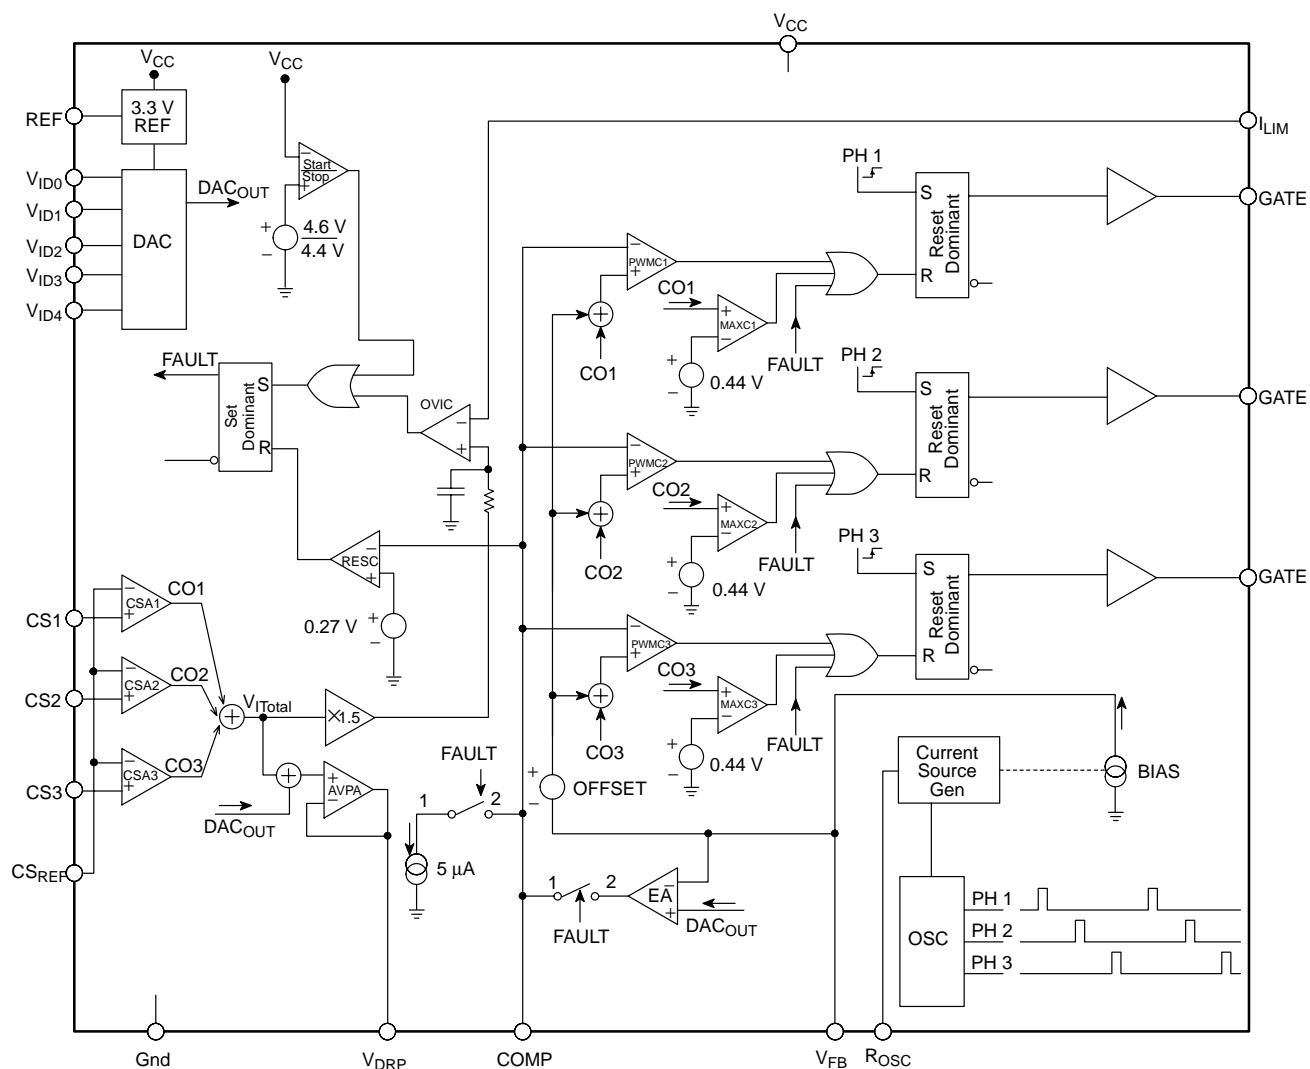 VCC
VCC
VCC
REF
3.3 V
REF
ILIM
VID0
VID1
VID2
VID3
VID4
DAC
DACOUT
−
Start
Stop
+
+
−
4.6 V
4.4 V
PH 1
S
R
Reset
Dominant
GATE
−
PWMC1
+
+
CO1
CO1
+
MAXC1
−
+
−
0.44 V
FAULT
FAULT
Set
Dominant
S
R
OVIC
−
+
PH 2
S
R
Reset
Dominant
GATE
−
PWMC2
+
+
CO2
CO2
+
MAXC2
−
+
−
0.44 V
FAULT
RESC
−
+
+
−
0.27 V
PH 3
S
R
Reset
Dominant
GATE
−
PWMC3
+
+
CO3
CO3
+
MAXC3
−
+
−
0.44 V
FAULT
CS1
−
CSA1
+
CO1
CS2
−
CSA2
+
CO2
CS3
−
CSA3
+
CO3
CSREF
+
VITotal
×1.5
+
DACOUT
+
AVPA
−
FAULT
1
2
5 µA
+
−
OFFSET
1
2
FAULT
EA
−
+
DACOUT
Current
Source
Gen
BIAS
OSC
PH 1
PH 2
PH 3
Gnd
VDRP
COMP
VFB
ROSC